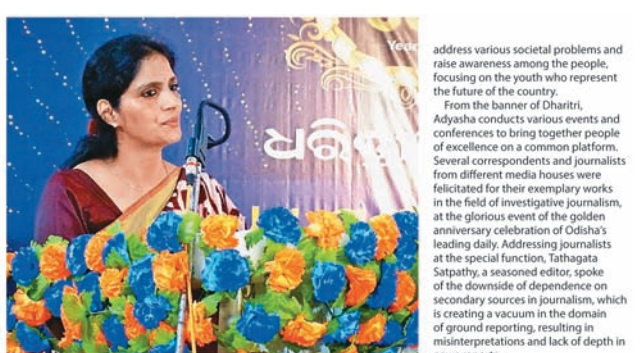 Year
ଧରିତ୍ରୀ
address various societal problems and
raise awareness among the people,
focusing on the youth who represent
the future of the country.
From the banner of Dharitri,
Adyasha conducts various events and
conferences to bring together people
of excellence on a common platform.
Several correspondents and journalists
from different media houses were
felicitated for their exemplary works
in the field of investigative journalism,
at the glorious event of the golden
anniversary celebration of Odisha's
leading daily. Addressing journalists
at the special function, Tathagata
Satpathy, a seasoned editor, spoke
of the downside of dependence on
secondary sources in journalism, which
is creating a vacuum in the domain
of ground reporting, resulting in
misinterpretations and lack of depth in